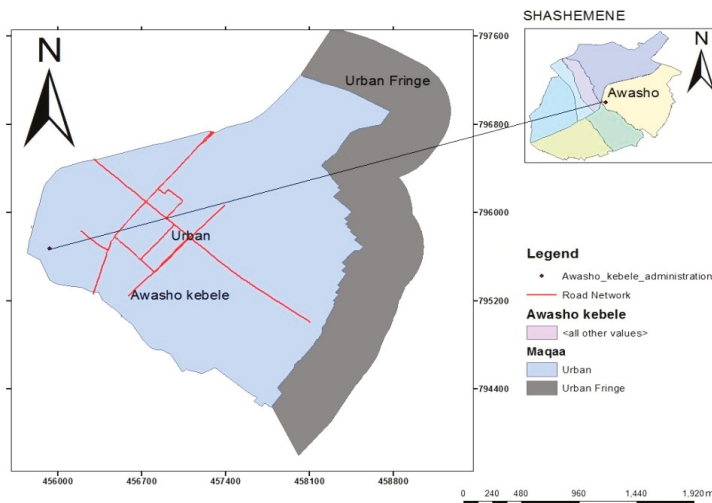 SHASHEMENE
797600
N
Urban Fringe
N
Awasho
796800
796000
Urban
Legend
Awasho_kebele_administration
Awasho kebele
795200
Road Network
Awasho kebele
<all other values>
Maqaa
Urban
794400
Urban Fringe
456000 456700 457400 458100 458800
0 240 480 960 1,440 1,920 m